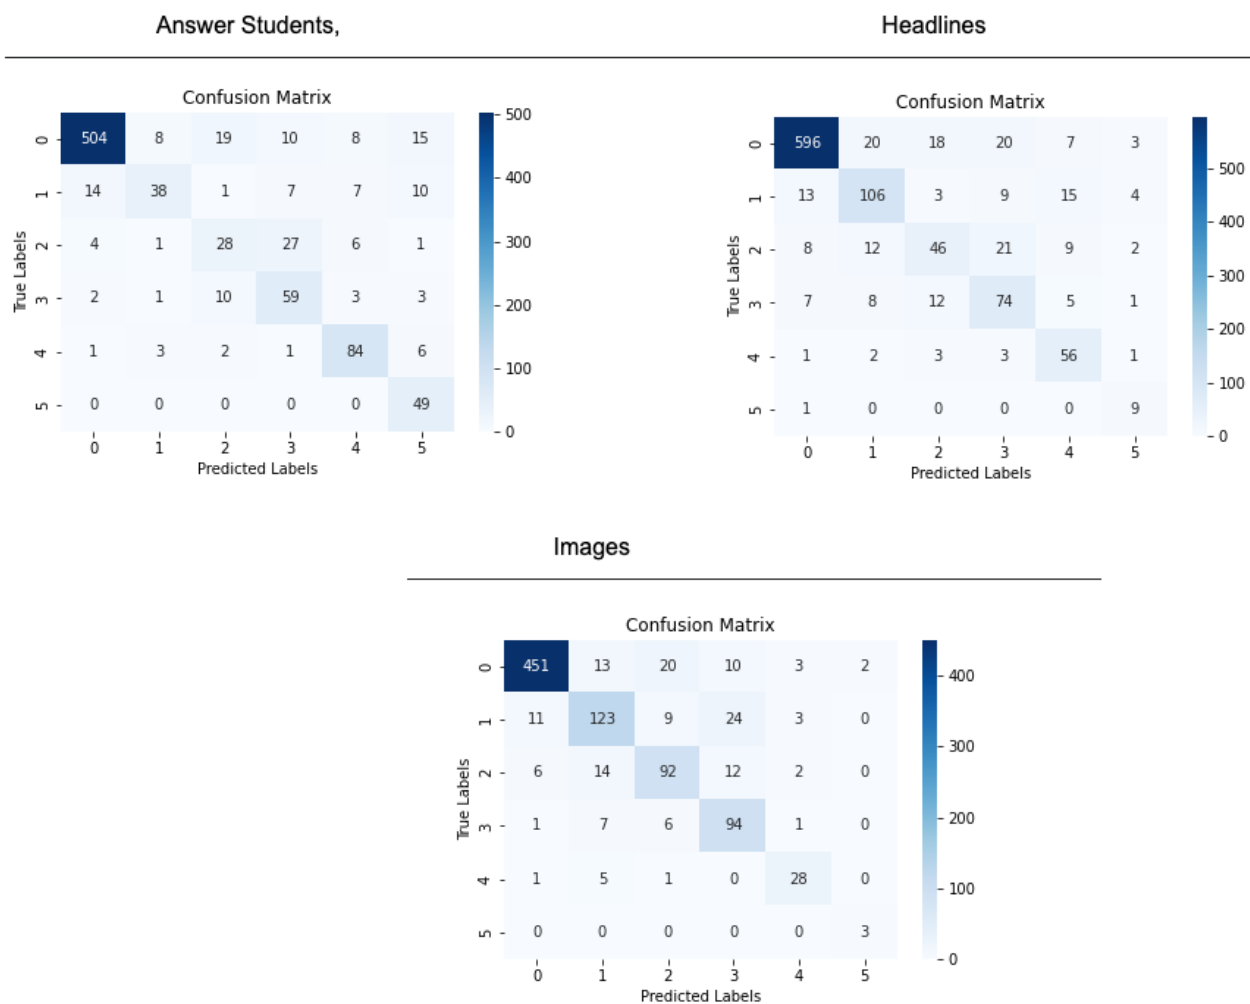 Answer Students,
Headlines
Confusion Matrix
0 504 8 19 10 8 15
1 14 38 1 7 7 10
2 4 1 28 27 6 1
3 2 1 10 59 3 3
4 1 3 2 1 84 6
5 0 0 0 0 0 49
0 1 2 3 4 5
Predicted Labels
True Labels
500
400
300
200
100
0
Confusion Matrix
0 596 20 18 20 7 3
1 13 106 3 9 15 4
2 8 12 46 21 9 2
3 7 8 12 74 5 1
4 1 2 3 3 56 1
5 1 0 0 0 0 9
0 1 2 3 4 5
Predicted Labels
True Labels
500
400
300
200
100
0
Images
Confusion Matrix
0 451 13 20 10 3 2
1 11 123 9 24 3 0
2 6 14 92 12 2 0
3 1 7 6 94 1 0
4 1 5 1 0 28 0
5 0 0 0 0 0 3
0 1 2 3 4 5
Predicted Labels
True Labels
400
300
200
100
0